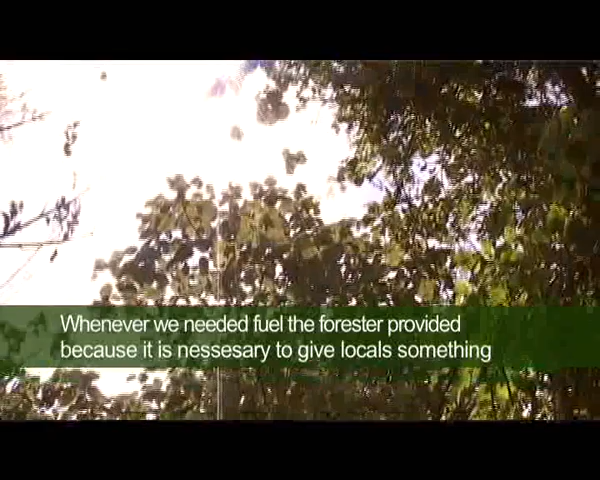 Whenever we needed fuel the forester provided
because it is nessesary to give locals something